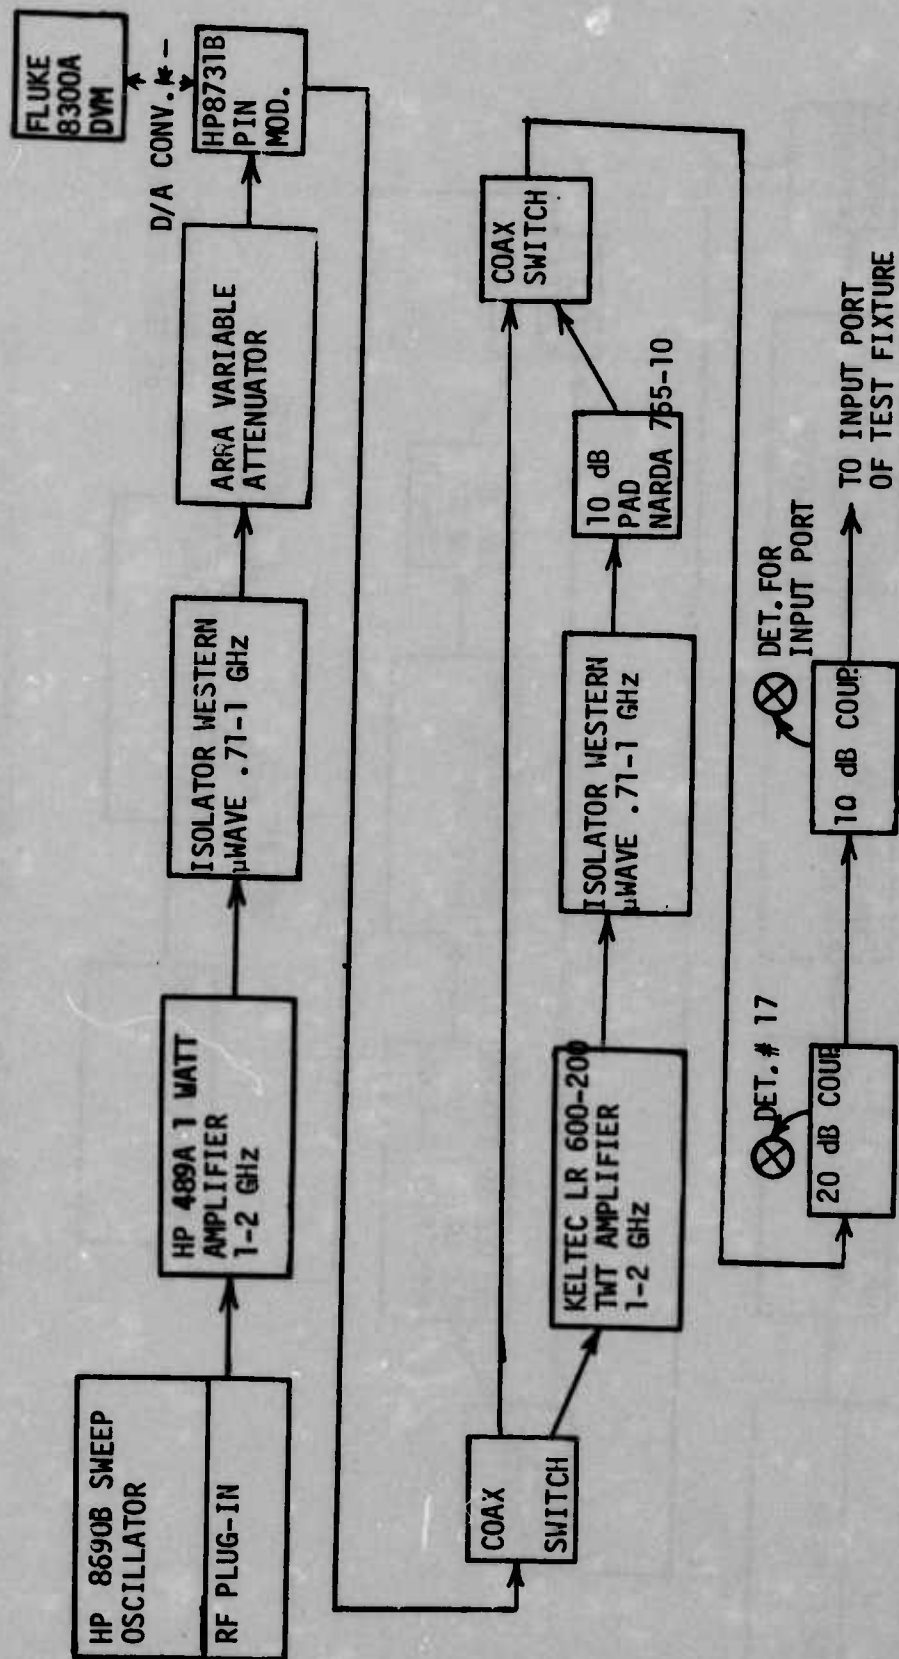 HP 8690B SWEEP
OSCILLATOR
RF PLUG-IN
HP 489A 1 WATT
AMPLIFIER
1-2 GHz
ISOLATOR WESTERN
µWAVE .71-1 GHz
ARRA VARIABLE
ATTENUATOR
D/A CONV.
FLUKE
8300A
DVM
HP8731B
PIN
MOD.
COAX
SWITCH
KELTEC LR 600-200
TWT AMPLIFIER
1-2 GHz
ISOLATOR WESTERN
µWAVE .71-1 GHz
10 dB
PAD
NARDA 765-10
COAX
SWITCH
DET.# 17
20 dB COUP.
DET. FOR
INPUT PORT
10 dB COUP.
TO INPUT PORT
OF TEST FIXTURE